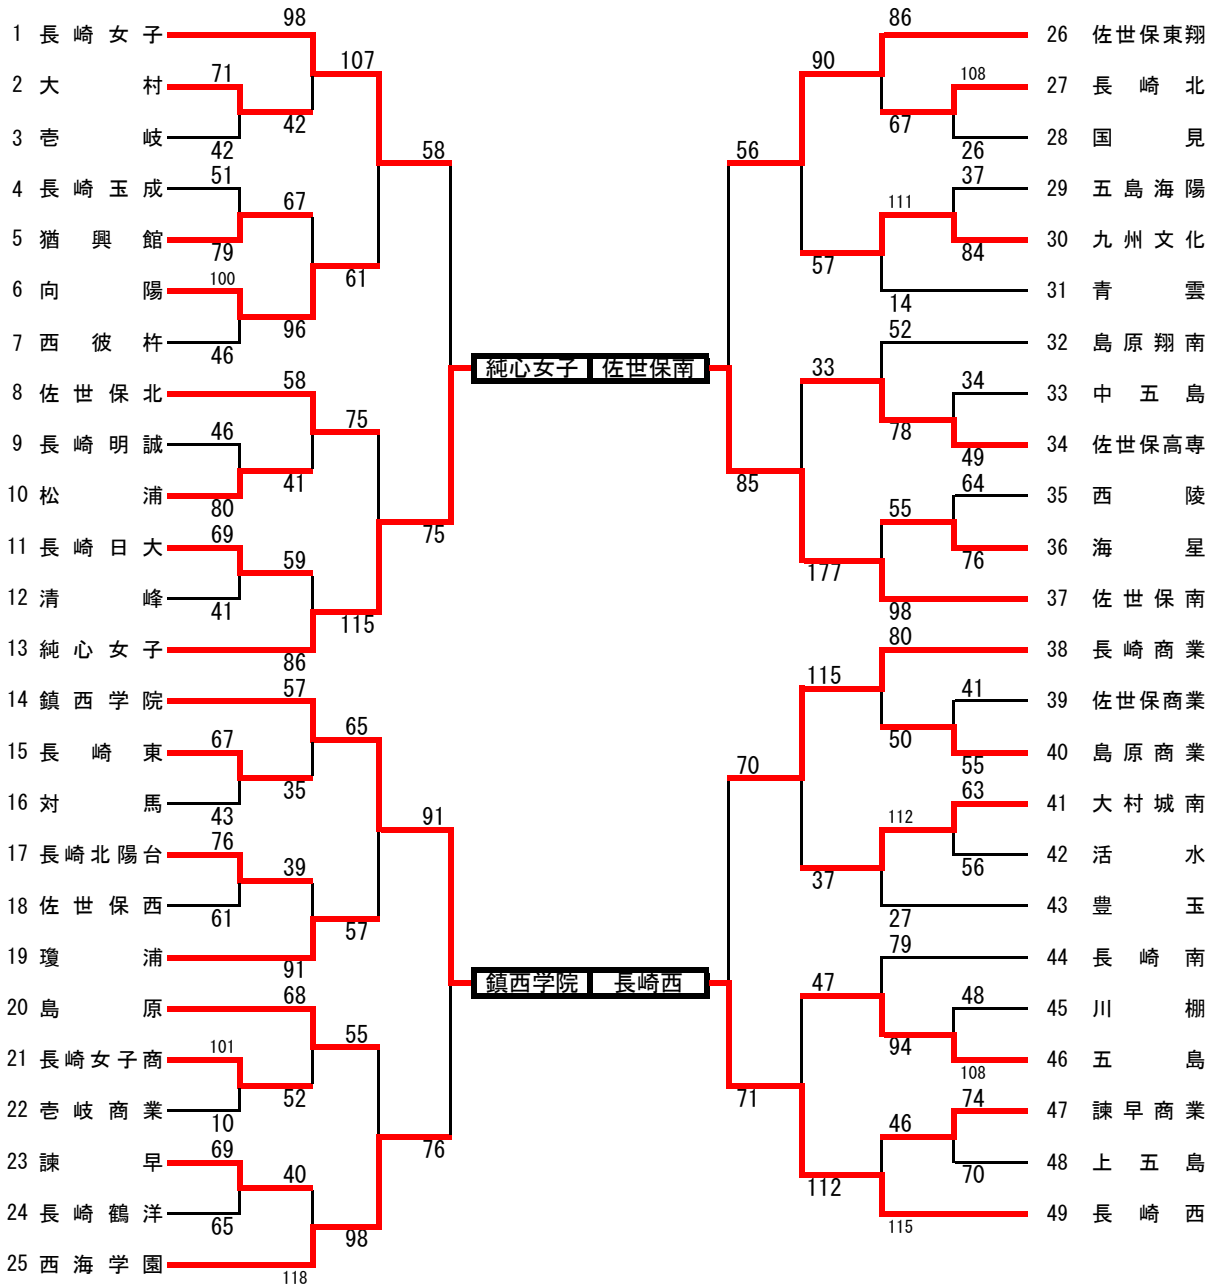 98
86
1 長崎女子
26 佐世保東翔
107
90
71
108
2 大村
27 長崎北
42
67
3 壱岐
28 国見
42
58
56
26
51
37
4 長崎玉成
29 五島海陽
67
111
5 猶興館
30 九州文化
79
84
100
61
57
6 向陽
31 青雲
96
14
52
7 西彼杵
32 島原翔南
46
純心女子 佐世保南
58
33
34
8 佐世保北
33 中五島
75
46
78
9 長崎明誠
34 佐世保高専
41
85
49
64
10 松浦
35 西陵
80
55
69
75
11 長崎日大
36 海星
59
76
177
12 清峰
37 佐世保南
41
98
115
80
13 純心女子
38 長崎商業
86
57
115
41
14 鎮西学院
39 佐世保商業
65
67
50
15 長崎東
40 島原商業
35
70
55
63
16 対馬
41 大村城南
43
91
112
76
17 長崎北陽台
42 活水
39
56
37
18 佐世保西
43 豊玉
61
27
57
79
19 瓊浦
44 長崎南
91
鎮西学院 長崎西
68
47
48
20 島原
45 川棚
55
101
94
21 長崎女子商
46 五島
52
71
108
74
22 壱岐商業
47 諫早商業
10
46
69
76
23 諫早
48 上五島
40
70
112
24 長崎鶴洋
49 長崎西
65
98
115
25 西海学園
118